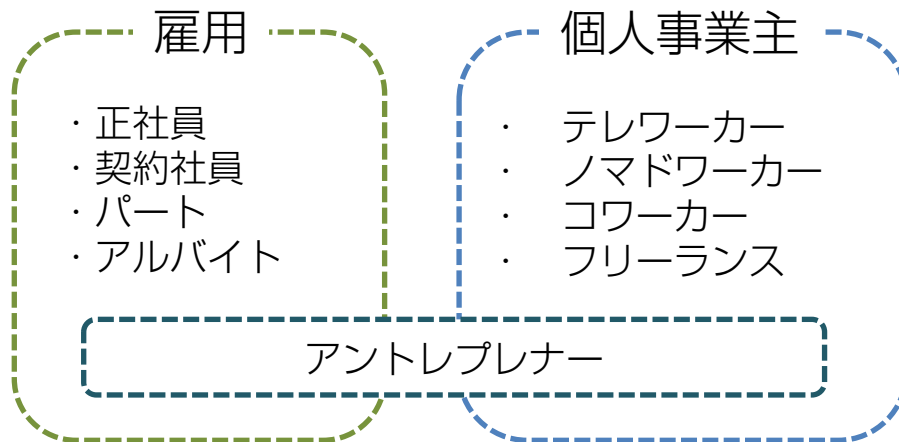 雇用
・正社員
・契約社員
・パート
・アルバイト
個人事業主
・ テレワーカー
・ ノマドワーカー
・ コワーカー
・ フリーランス
アントレプレナー